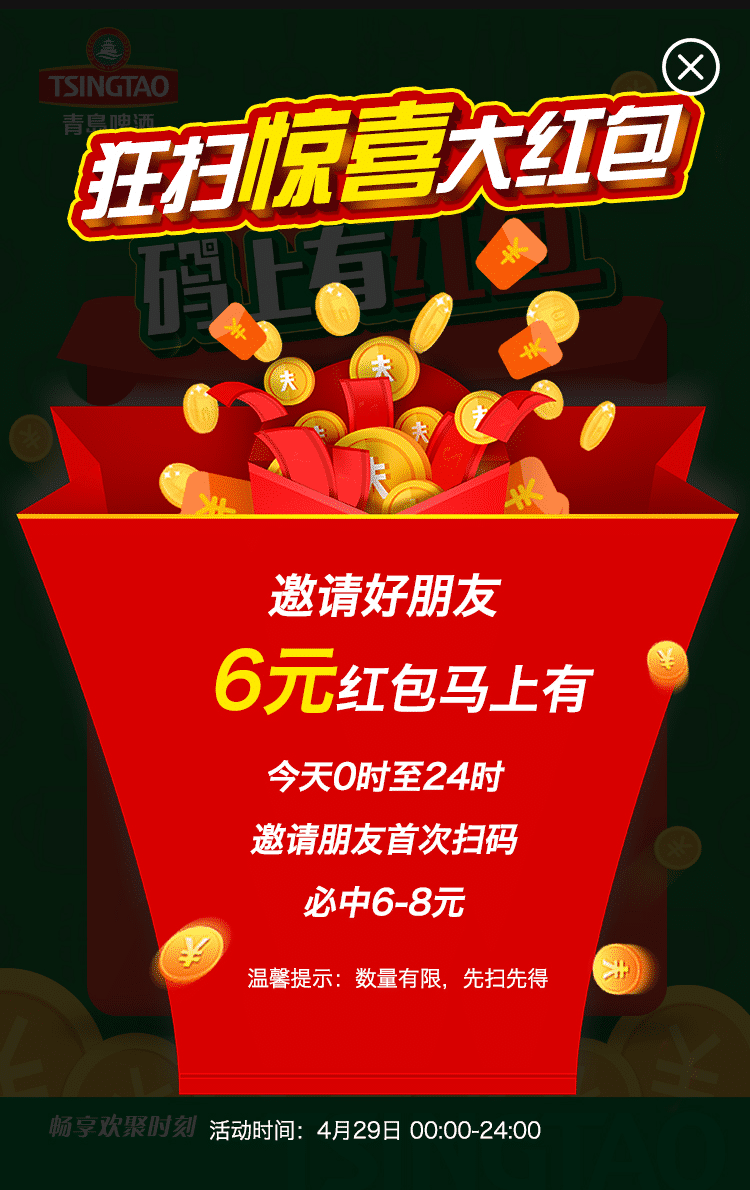 TSINGTAO
青島啤酒
狂扫惊喜大红包
码上有红包
邀请好朋友
6元红包马上有
今天0时至24时
邀请朋友首次扫码
必中6-8元
温馨提示：数量有限，先扫先得
畅享欢聚时刻
活动时间：4月29日 00:00-24:00